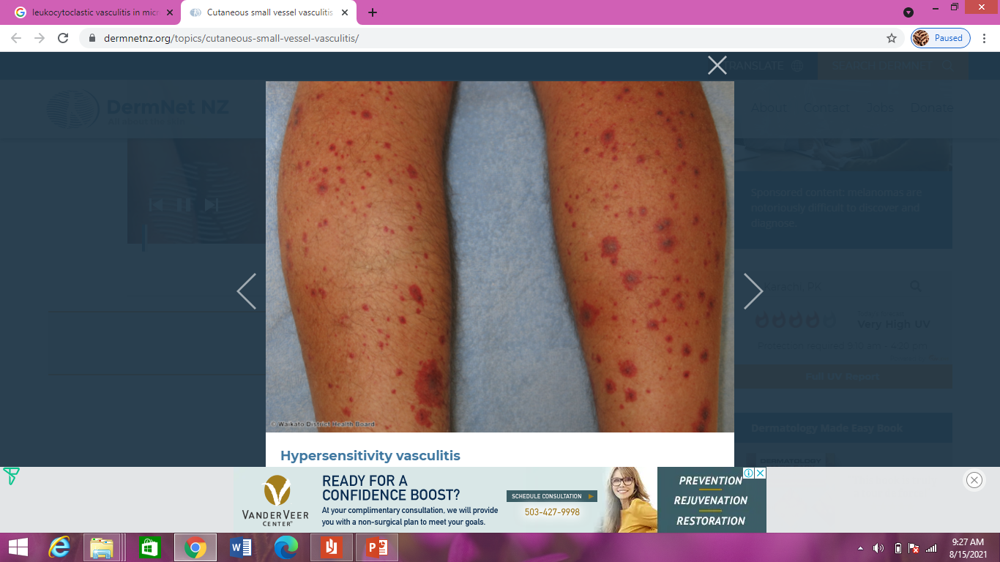 leukocytoclastic vasculitis in micr
Cutaneous small vessel vasculitis
dermnetnz.org/topics/cutaneous-small-vessel-vasculitis/
Paused
TRANSLATE
SEARCH DERMNET
DermNet NZ
About Contact Jobs Donate
Sponsored content: melanomas are
notoriously difficult to discover and
diagnose.
Very High UV
Full UV Report
Dermatology Made Easy Book
DERMATOLOGY
© Waikato District Health Board
Hypersensitivity vasculitis
VANDERVEER
CENTER
READY FOR A
CONFIDENCE BOOST?
At your complimentary consultation, we will provide
you with a non-surgical plan to meet your goals.
SCHEDULE CONSULTATION
503-427-9998
PREVENTION
REJUVENATION
RESTORATION
9:27 AM
8/15/2021